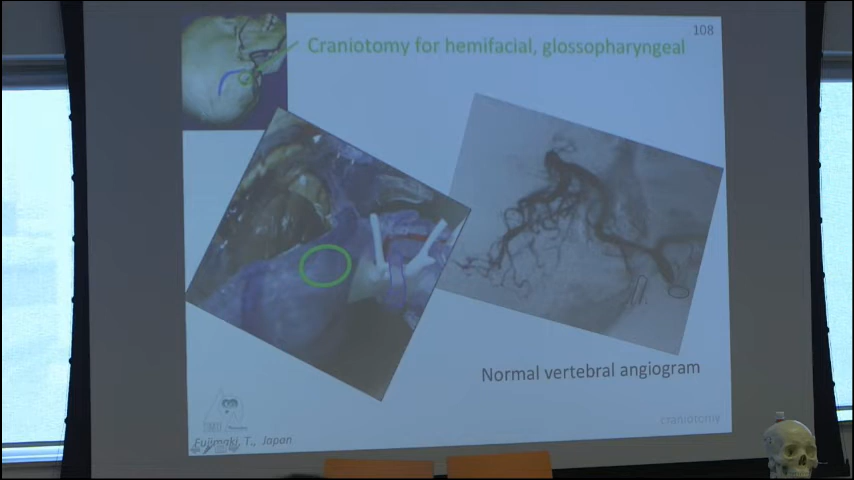 108
Craniotomy for hemifacial, glossopharyngeal
Normal vertebral angiogram
craniotomy
Fujimaki, T., Japan